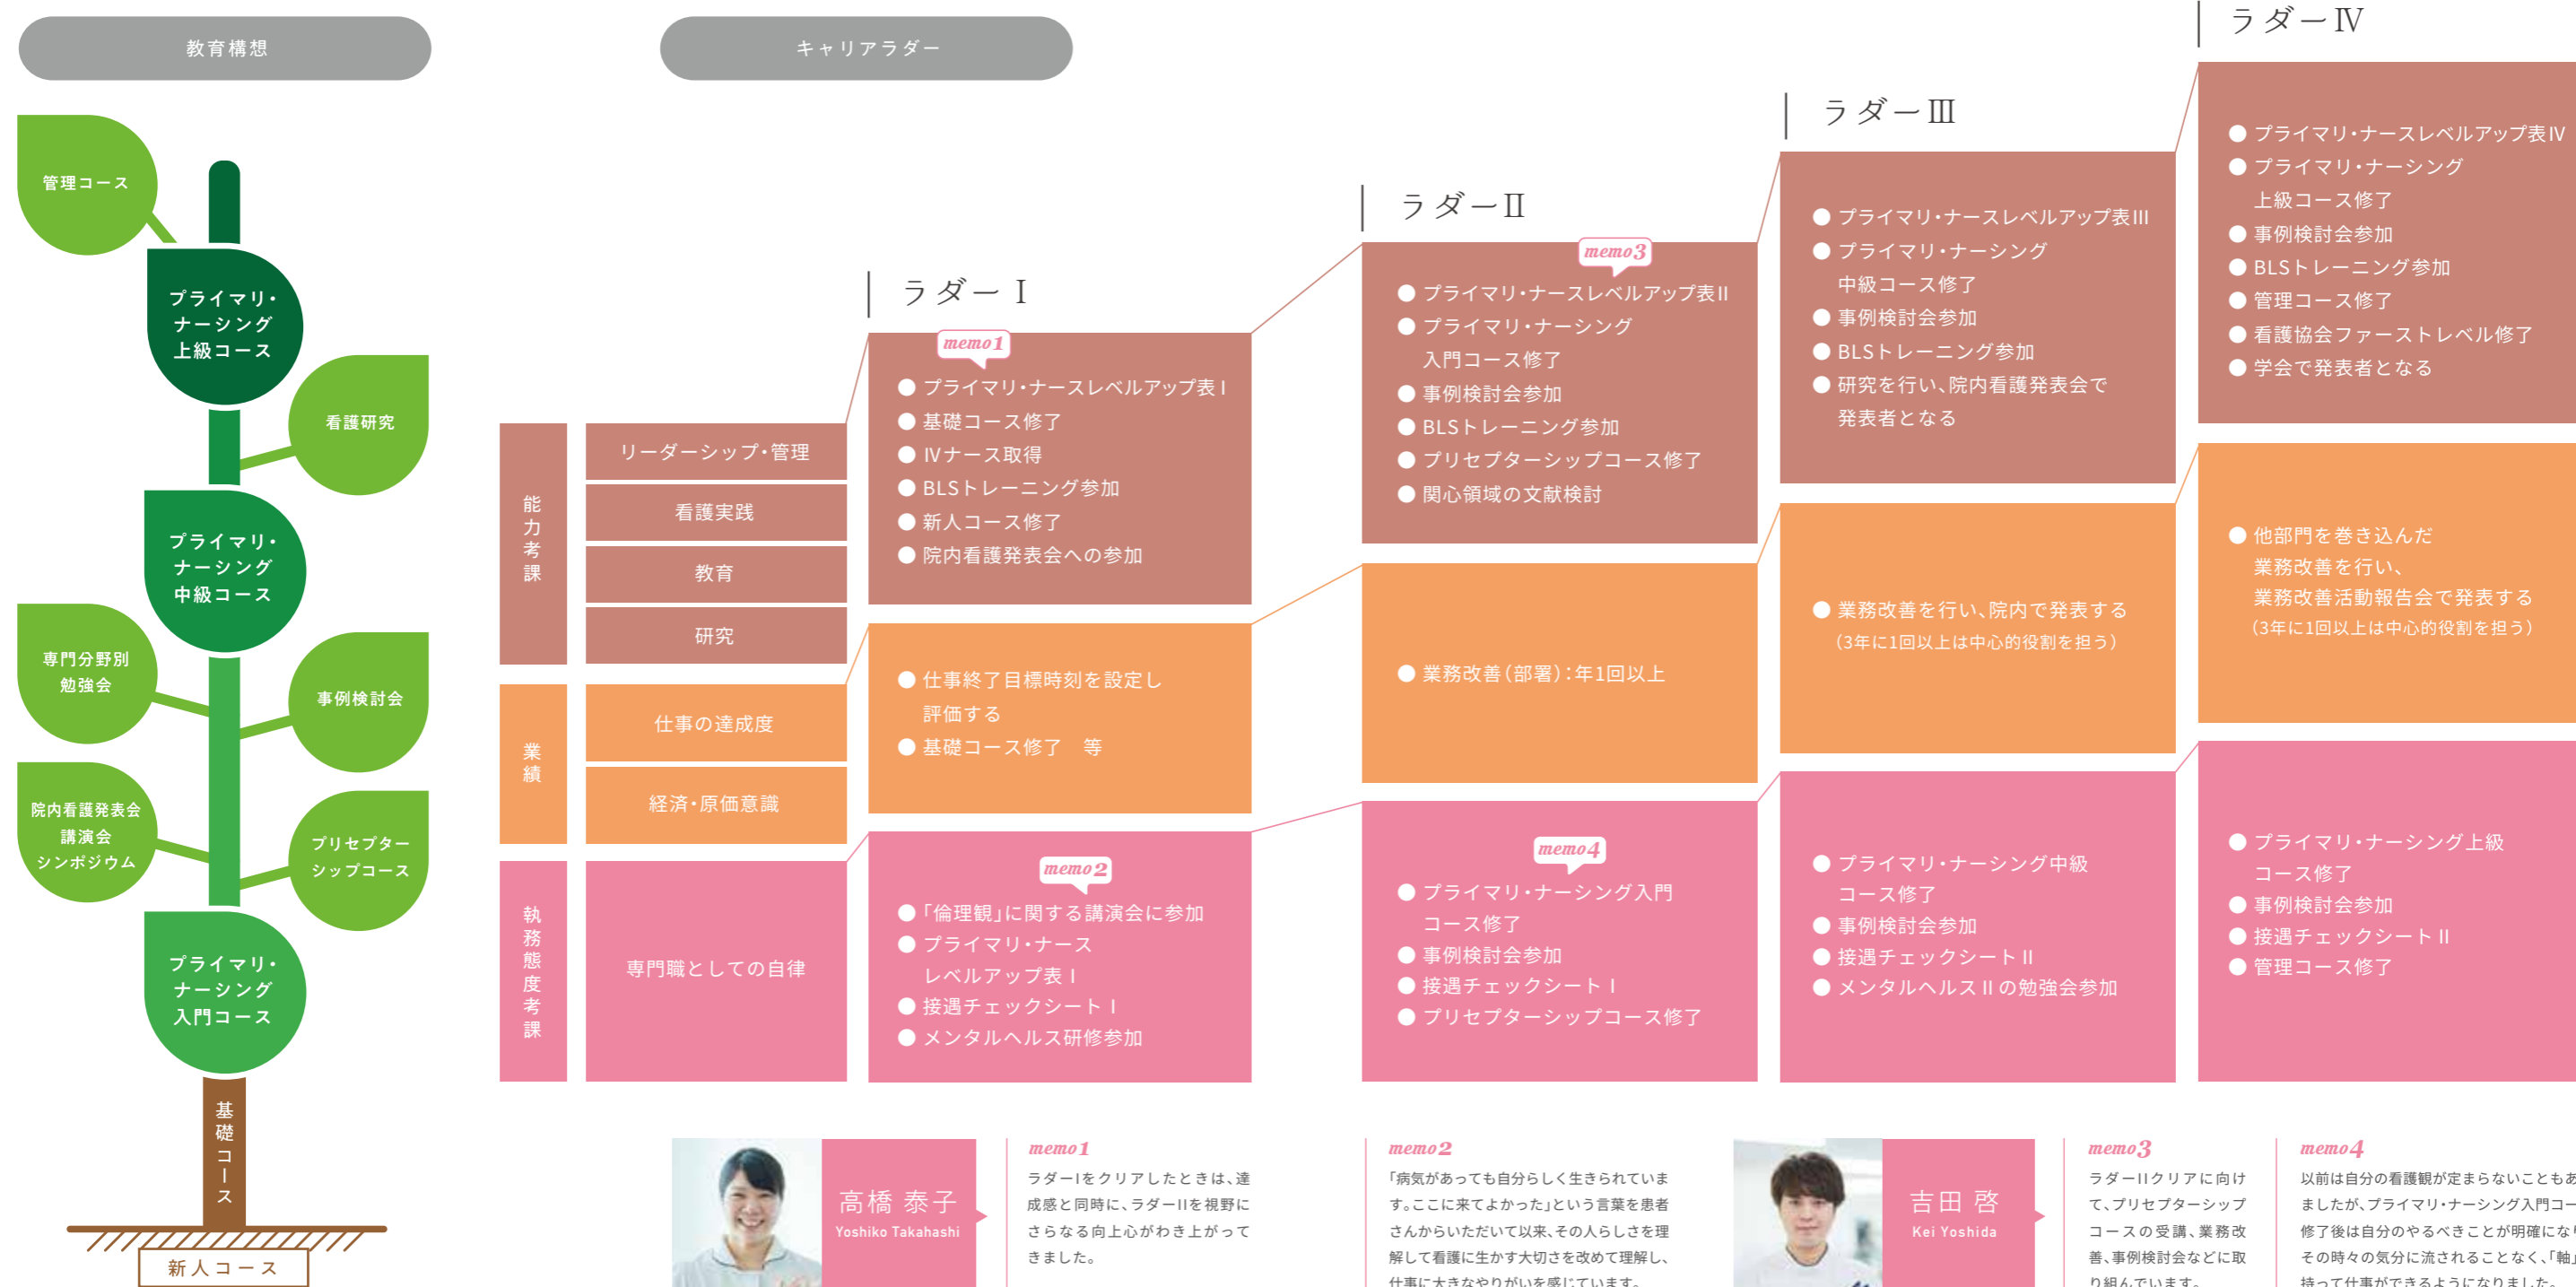 教育構想
管理コース
プライマリ・
ナーシング
上級コース
看護研究
プライマリ・
ナーシング
中級コース
専門分野別
勉強会
事例検討会
院内看護発表会
講演会
シンポジウム
プリセプター
シップコース
プライマリ・
ナーシング
入門コース
基礎コース
新人コース
キャリアラダー
能力考課
リーダーシップ・管理
看護実践
教育
研究
業績
仕事の達成度
経済・原価意識
執務態度考課
専門職としての自律
ラダー I
memo1
●プライマリ・ナースレベルアップ表 I
●基礎コース修了
●IVナース取得
●BLSトレーニング参加
●新人コース修了
●院内看護発表会への参加
●仕事終了目標時刻を設定し
評価する
●基礎コース修了　等
memo2
●「倫理観」に関する講演会に参加
●プライマリ・ナース
レベルアップ表 I
●接遇チェックシート I
●メンタルヘルス研修参加
ラダーII
memo3
●プライマリ・ナースレベルアップ表II
●プライマリ・ナーシング
入門コース修了
●事例検討会参加
●BLSトレーニング参加
●プリセプターシップコース修了
●関心領域の文献検討
●業務改善(部署):年1回以上
memo4
●プライマリ・ナーシング入門
コース修了
●事例検討会参加
●接遇チェックシート I
●プリセプターシップコース修了
ラダーIII
●プライマリ・ナースレベルアップ表III
●プライマリ・ナーシング
中級コース修了
●事例検討会参加
●BLSトレーニング参加
●研究を行い、院内看護発表会で
発表者となる
●業務改善を行い、院内で発表する
(3年に1回以上は中心的役割を担う)
●プライマリ・ナーシング中級
コース修了
●事例検討会参加
●接遇チェックシート II
●メンタルヘルス II の勉強会参加
ラダーIV
●プライマリ・ナースレベルアップ表IV
●プライマリ・ナーシング
上級コース修了
●事例検討会参加
●BLSトレーニング参加
●管理コース修了
●看護協会ファーストレベル修了
●学会で発表者となる
●他部門を巻き込んだ
業務改善を行い、
業務改善活動報告会で発表する
(3年に1回以上は中心的役割を担う)
●プライマリ・ナーシング上級
コース修了
●事例検討会参加
●接遇チェックシート II
●管理コース修了
高橋 泰子
Yoshiko Takahashi
memo1
ラダーIをクリアしたときは、達
成感と同時に、ラダーIIを視野に
さらなる向上心がわき上がって
きました。
memo2
「病気があっても自分らしく生きられていま
す。ここに来てよかった」という言葉を患者
さんからいただいて以来、その人らしさを理
解して看護に生かす大切さを改めて理解し、
仕事に大きなやりがいを感じています。
吉田 啓
Kei Yoshida
memo3
ラダーIIクリアに向け
て、プリセプターシップ
コースの受講、業務改
善、事例検討会などに取
り組んでいます。
memo4
以前は自分の看護観が定まらないこともあ
ましたが、プライマリ・ナーシング入門コー
修了後は自分のやるべきことが明確になり
その時々の気分に流されることなく、「軸」
持って仕事ができるようになりました。